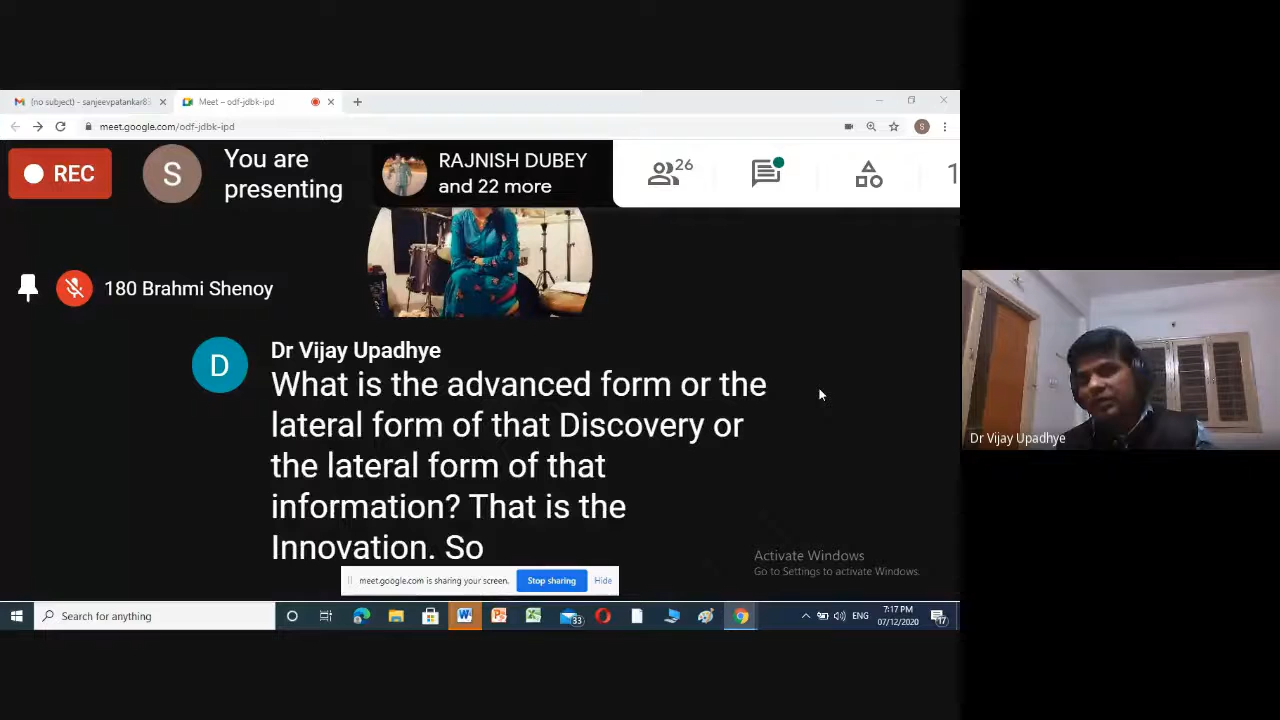 (no subject) - sanjeevpatankar8
Meet – odf-jdbk-ipd
meet.google.com/odf-jdbk-ipd
S
REC
S
You are
presenting
RAJNISH DUBEY
and 22 more
26
1
180 Brahmi Shenoy
D
Dr Vijay Upadhye
What is the advanced form or the
lateral form of that Discovery or
the lateral form of that
information? That is the
Innovation. So
Dr Vijay Upadhye
Activate Windows
Go to Settings to activate Windows.
meet.google.com is sharing your screen.
Stop sharing
Hide
Search for anything
33
ENG
7:17 PM
07/12/2020
17